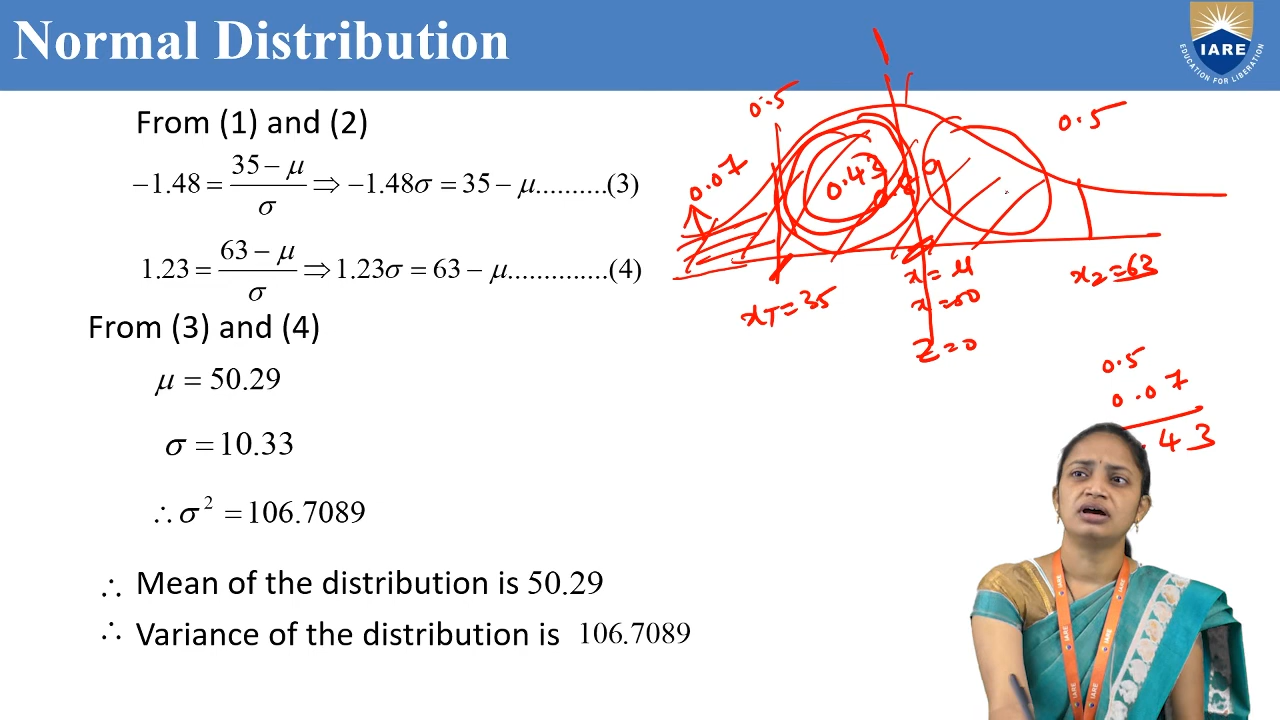 Normal Distribution
IARE
EDUCATION FOR LIBERATION
From (1) and (2)
−1.48 = (35 − μ)/σ ⇒ −1.48σ = 35 − μ..........(3)
1.23 = (63 − μ)/σ ⇒ 1.23σ = 63 − μ..............(4)
From (3) and (4)
μ = 50.29
σ = 10.33
∴ σ² = 106.7089
∴ Mean of the distribution is 50.29
∴ Variance of the distribution is 106.7089
0.5
0.5
0.07
0.43
x = μ
x2 = 63
=35
Z=0
0.5
0.07
.43
IARE
IARE